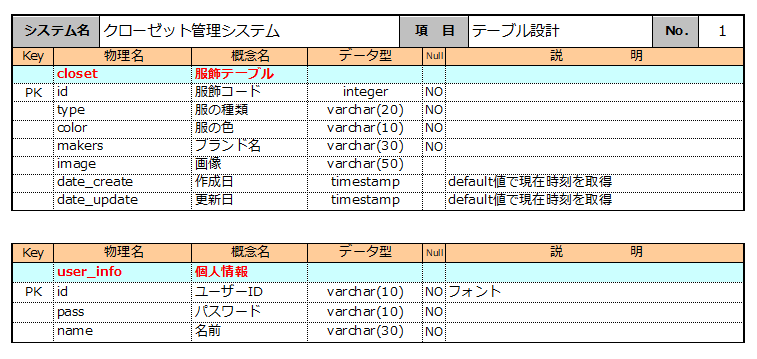 システム名 クローゼット管理システム 項　目 テーブル設計 No. 1
Key 物理名 概念名 データ型 Null 説　明
closet 服飾テーブル
PK id 服飾コード integer NO
type 服の種類 varchar(20) NO
color 服の色 varchar(10) NO
makers ブランド名 varchar(30) NO
image 画像 varchar(50)
date_create 作成日 timestamp default値で現在時刻を取得
date_update 更新日 timestamp default値で現在時刻を取得
Key 物理名 概念名 データ型 Null 説　明
user_info 個人情報
PK id ユーザーID varchar(10) NO フォント
pass パスワード varchar(10) NO
name 名前 varchar(30) NO